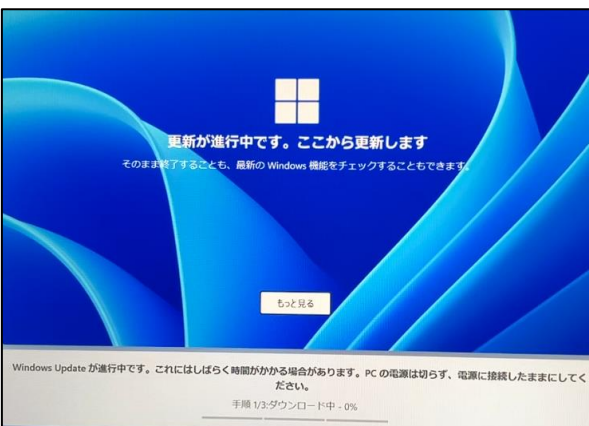 更新が進行中です。ここから更新します
そのまま終了することも、最新の Windows 機能をチェックすることもできます。
もっと見る
Windows Update が進行中です。これにはしばらく時間がかかる場合があります。PC の電源は切らず、電源に接続したままにしてく
ださい。
手順 1/3:ダウンロード中 - 0%